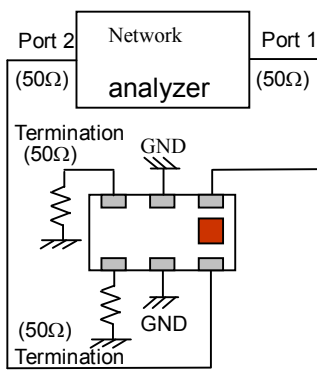 Port 2
Network
Port 1
(50Ω)
analyzer
(50Ω)
Termination
(50Ω)
GND
(50Ω)
GND
Termination